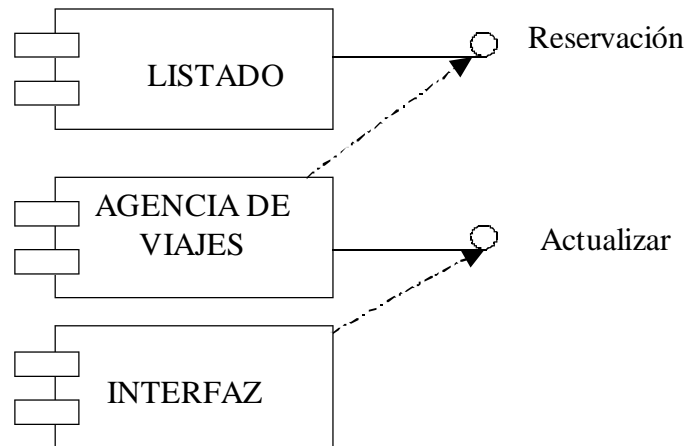 Reservación
LISTADO
AGENCIA DE
VIAJES
Actualizar
INTERFAZ